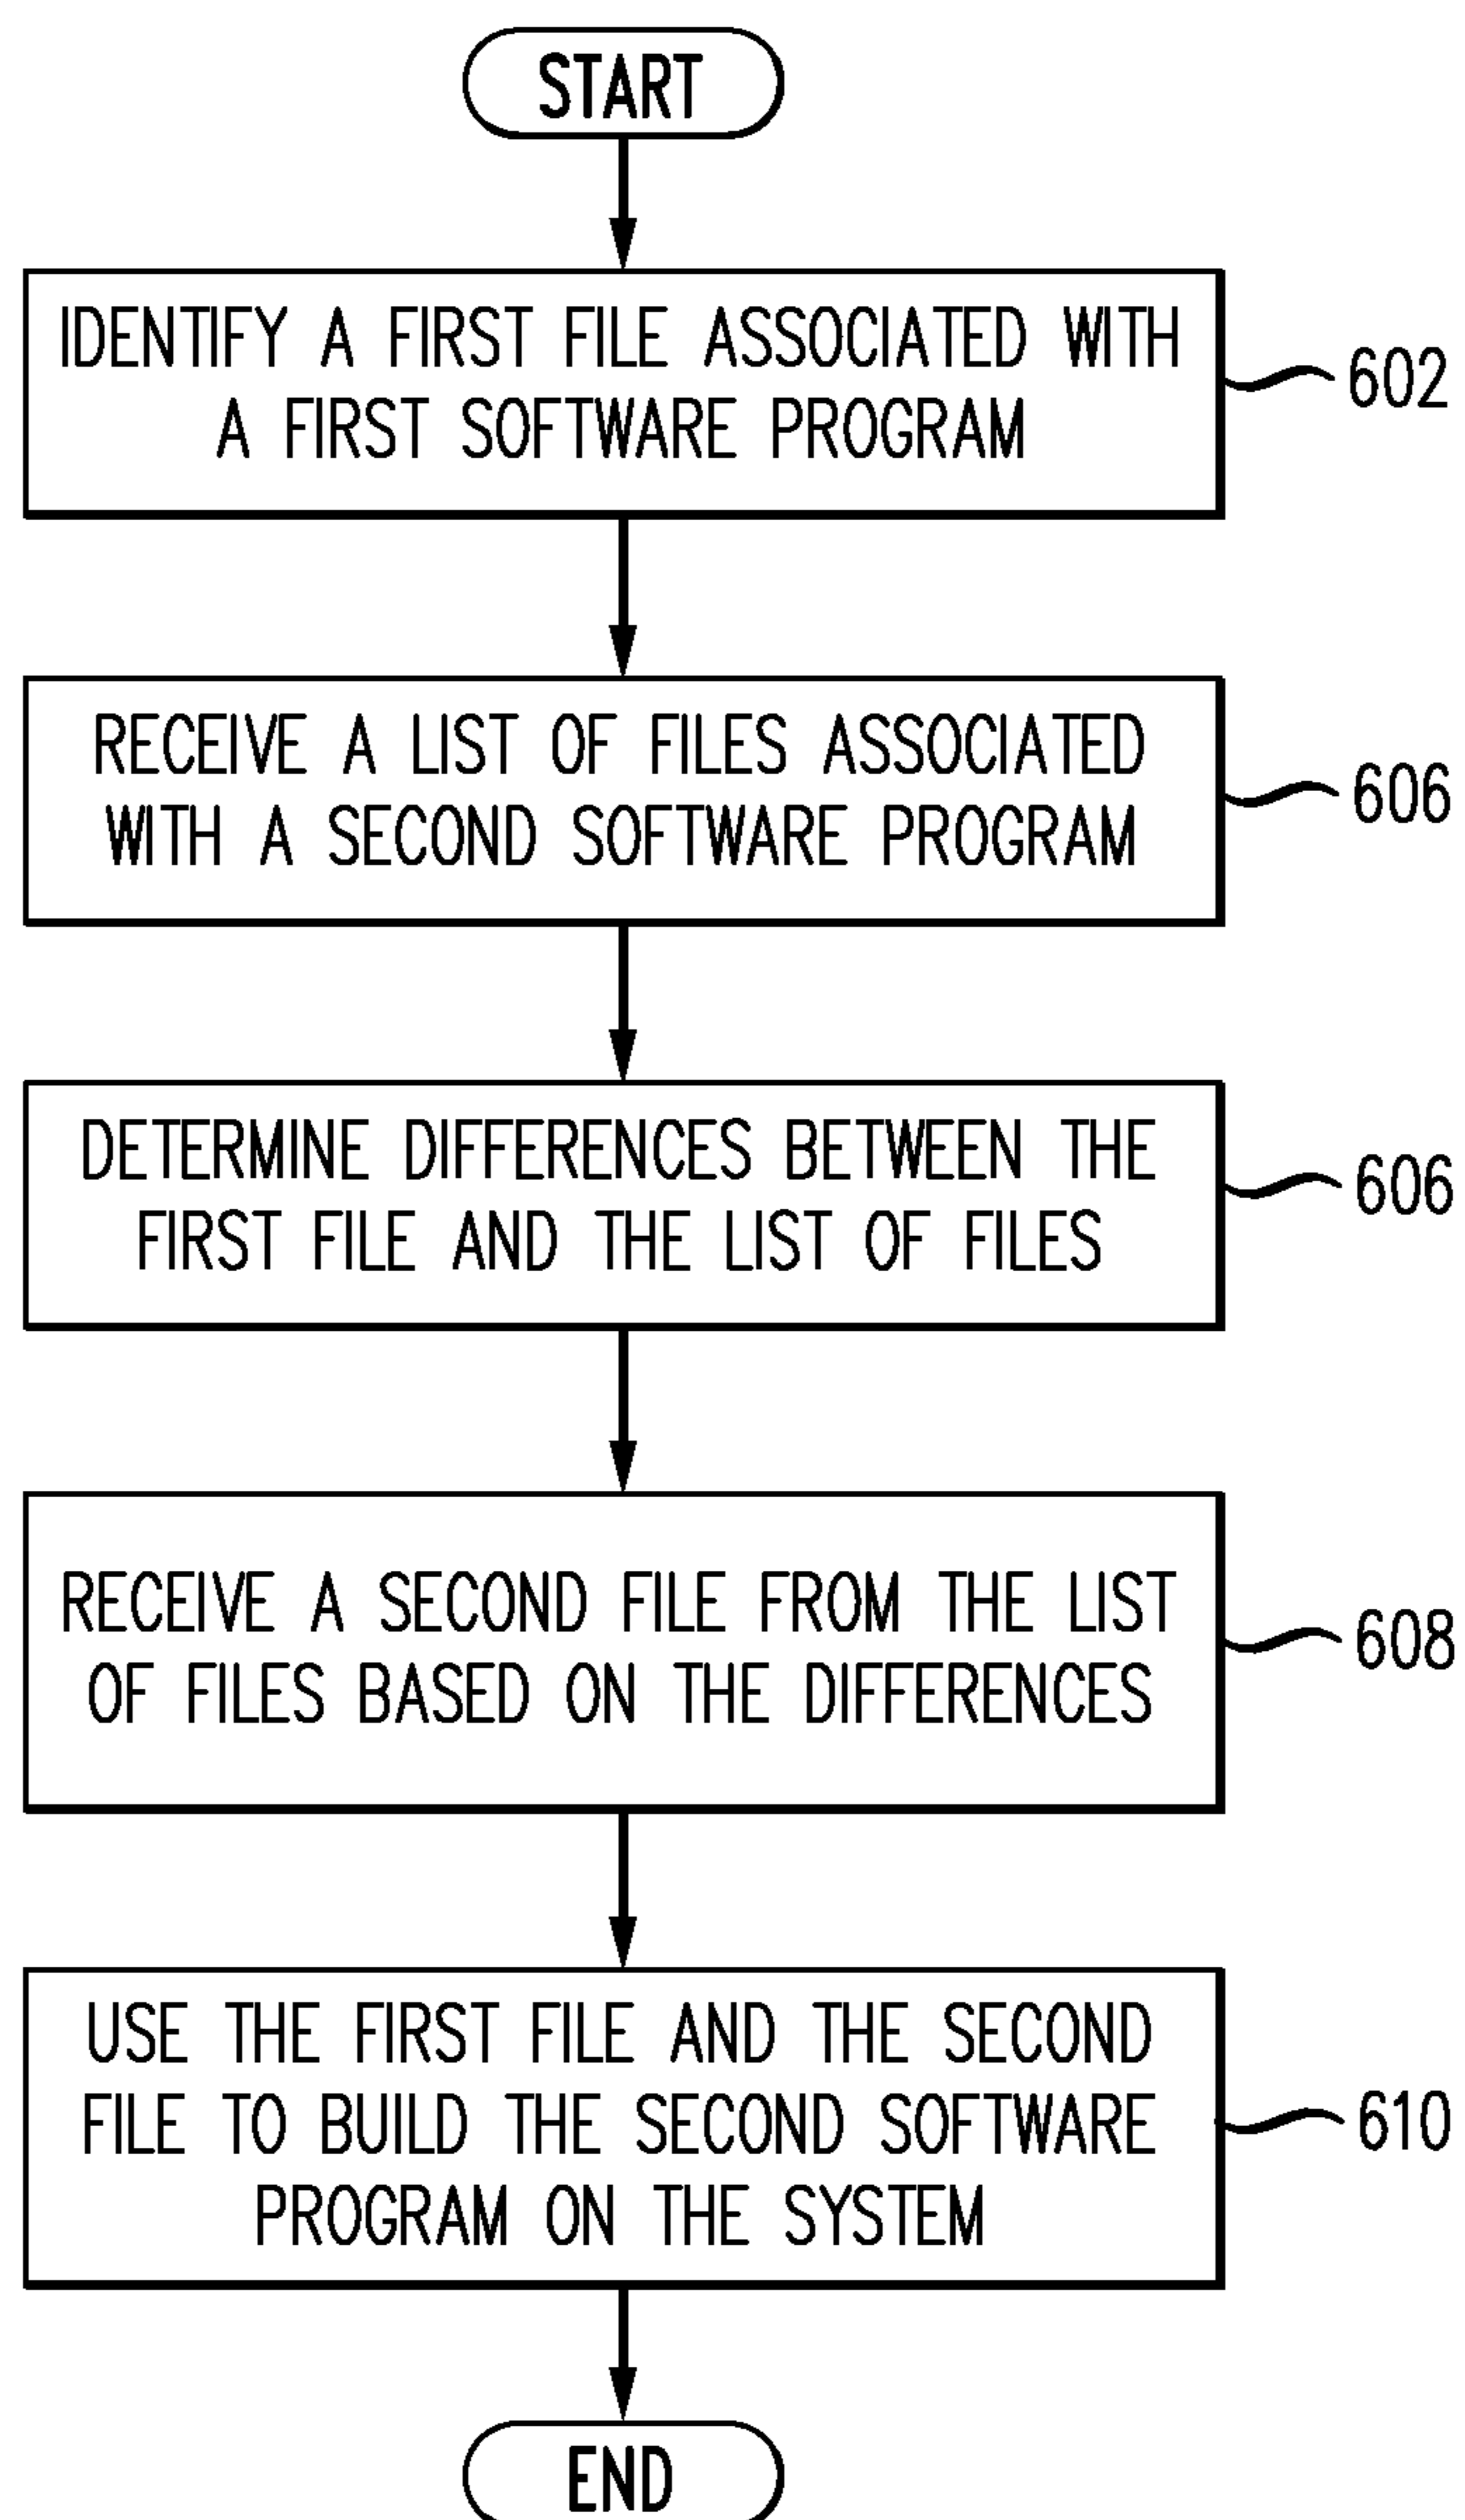 START
IDENTIFY A FIRST FILE ASSOCIATED WITH
A FIRST SOFTWARE PROGRAM
602
RECEIVE A LIST OF FILES ASSOCIATED
WITH A SECOND SOFTWARE PROGRAM
606
DETERMINE DIFFERENCES BETWEEN THE
FIRST FILE AND THE LIST OF FILES
606
RECEIVE A SECOND FILE FROM THE LIST
OF FILES BASED ON THE DIFFERENCES
608
USE THE FIRST FILE AND THE SECOND
FILE TO BUILD THE SECOND SOFTWARE
PROGRAM ON THE SYSTEM
610
END